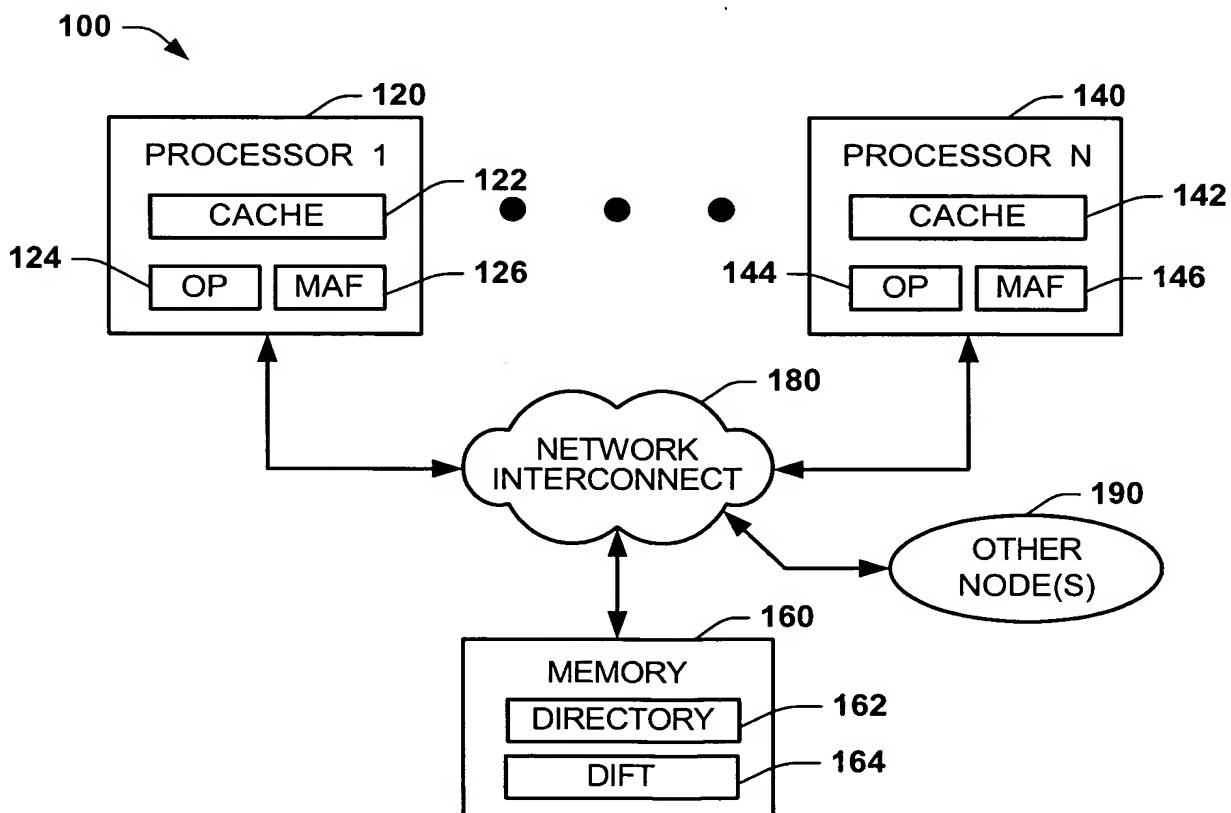 100
120
140
PROCESSOR 1
PROCESSOR N
122
142
CACHE
CACHE
124
OP
MAF
126
144
OP
MAF
146
180
NETWORK
INTERCONNECT
190
OTHER
NODE(S)
160
MEMORY
DIRECTORY
162
DIFT
164